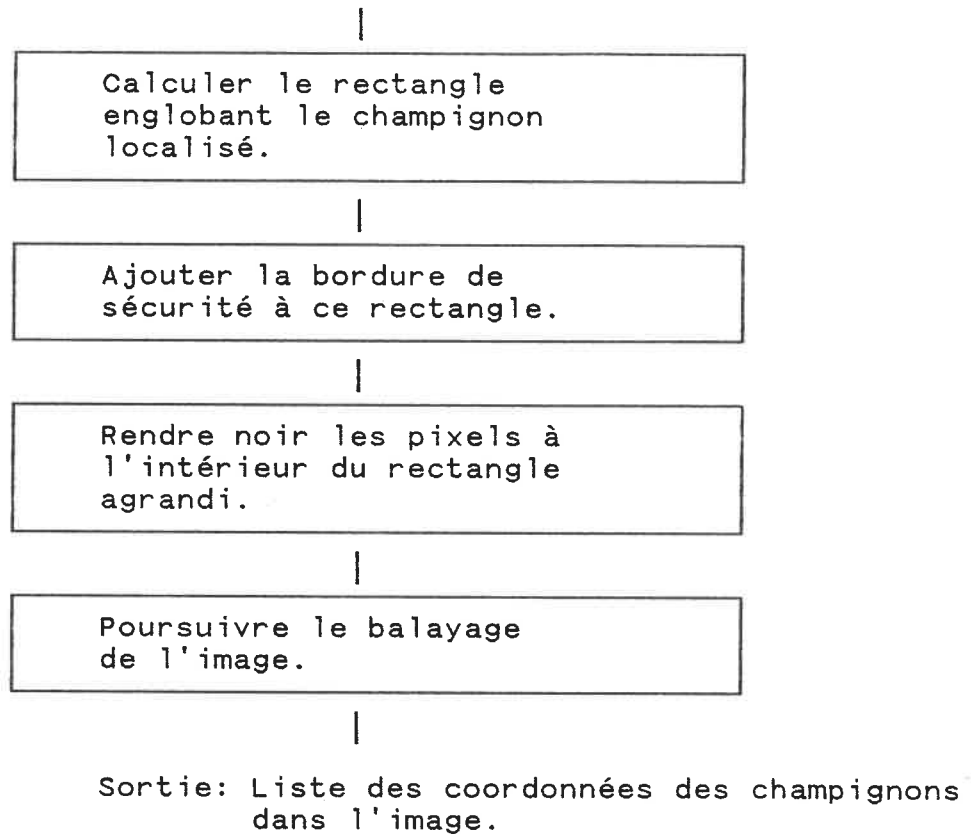 Calculer le rectangle
englobant le champignon
localisé.
Ajouter la bordure de
sécurité à ce rectangle.
Rendre noir les pixels à
l'intérieur du rectangle
agrandi.
Poursuivre le balayage
de l'image.
Sortie: Liste des coordonnées des champignons
dans l'image.